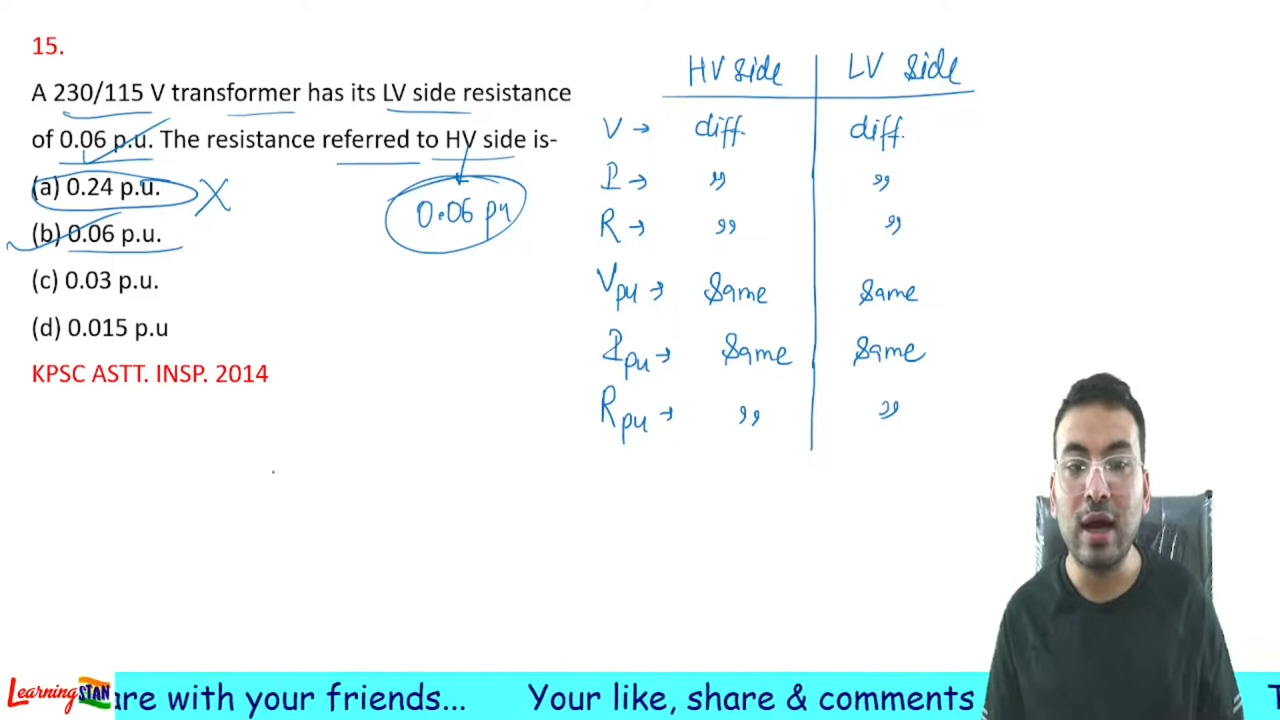 15.
A 230/115 V transformer has its LV side resistance
of 0.06 p.u. The resistance referred to HV side is-
(a) 0.24 p.u.
(b) 0.06 p.u.
(c) 0.03 p.u.
(d) 0.015 p.u
KPSC ASTT. INSP. 2014
0.06 pu
HV side LV side
V → diff diff.
I → " "
R → " "
Vpu → Same Same
Ipu → Same Same
Rpu → " "
LearningSTAN
are with your friends... Your like, share & comments